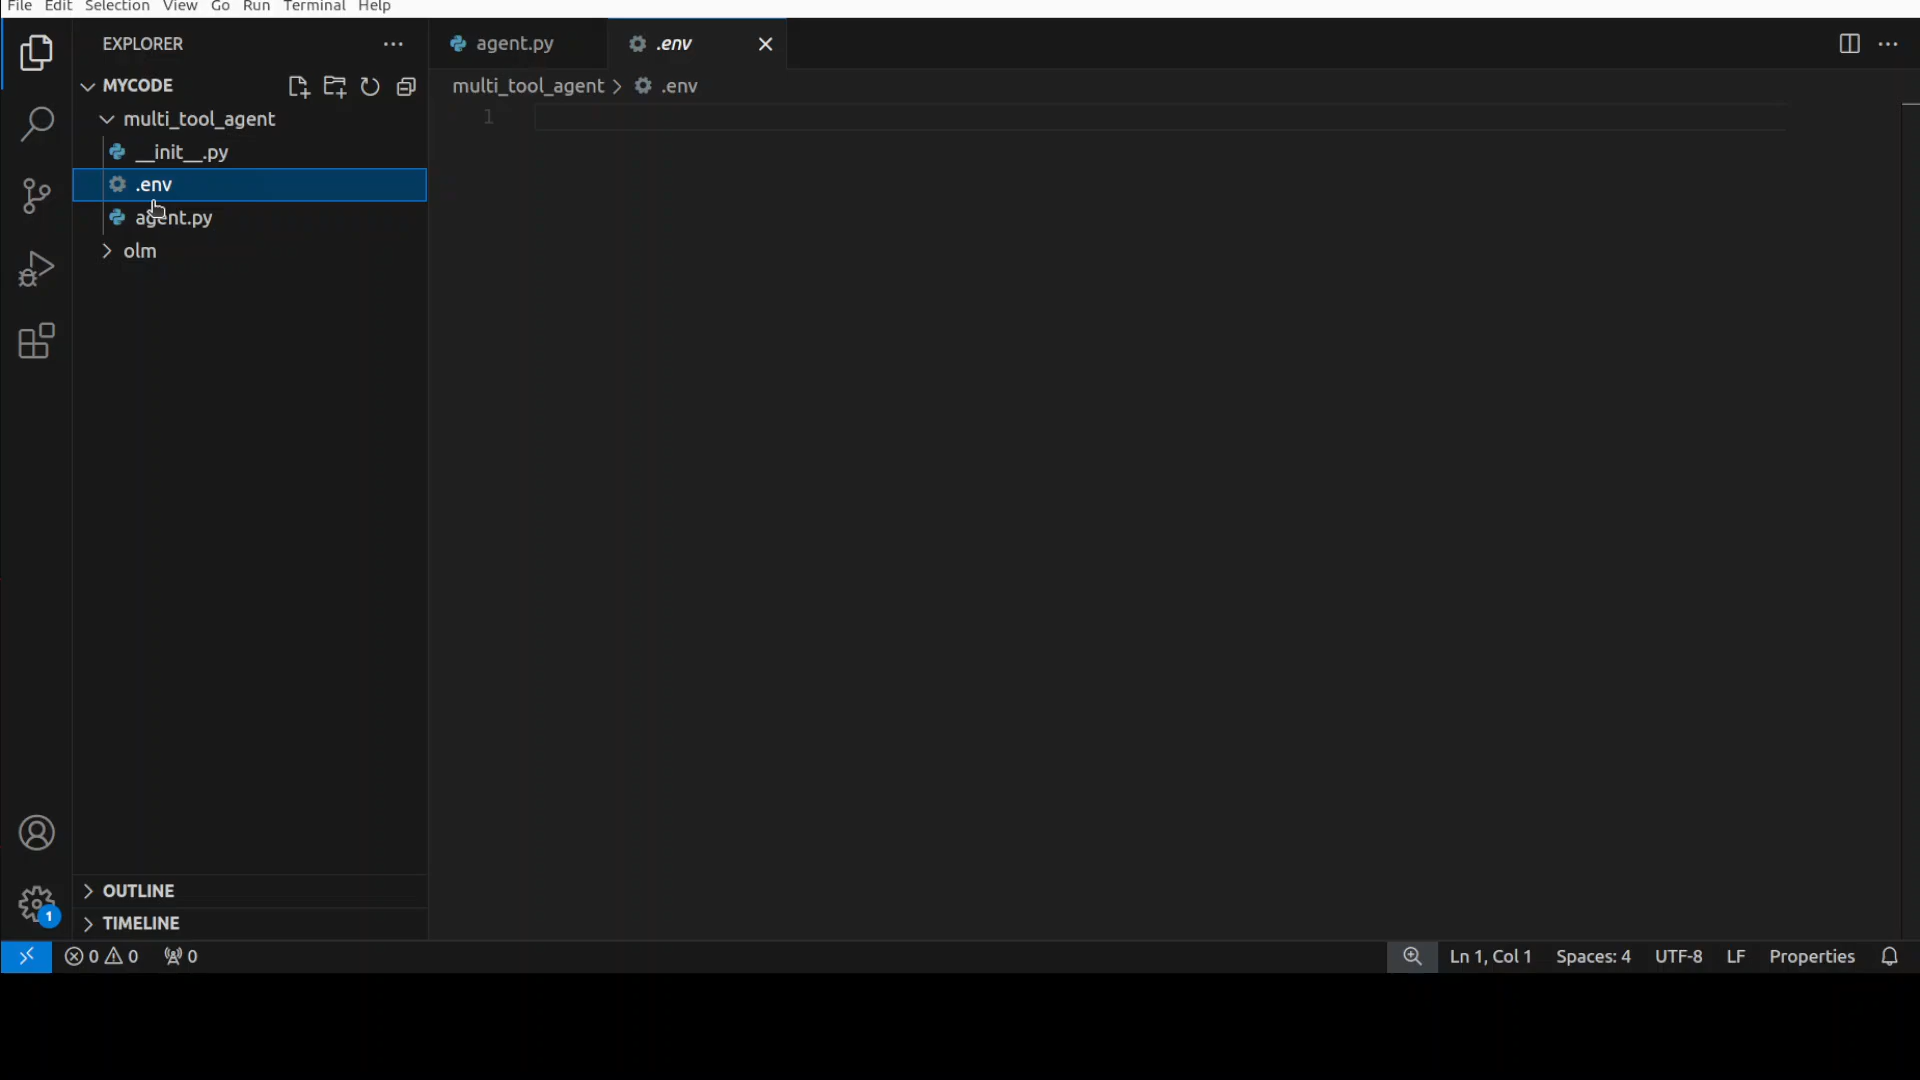 File Edit Selection View Go Run Terminal Help
EXPLORER
agent.py
.env
MYCODE
multi_tool_agent > .env
multi_tool_agent
1
__init__.py
.env
agent.py
olm
OUTLINE
1
TIMELINE
0 0 0
Ln 1, Col 1 Spaces: 4 UTF-8 LF Properties